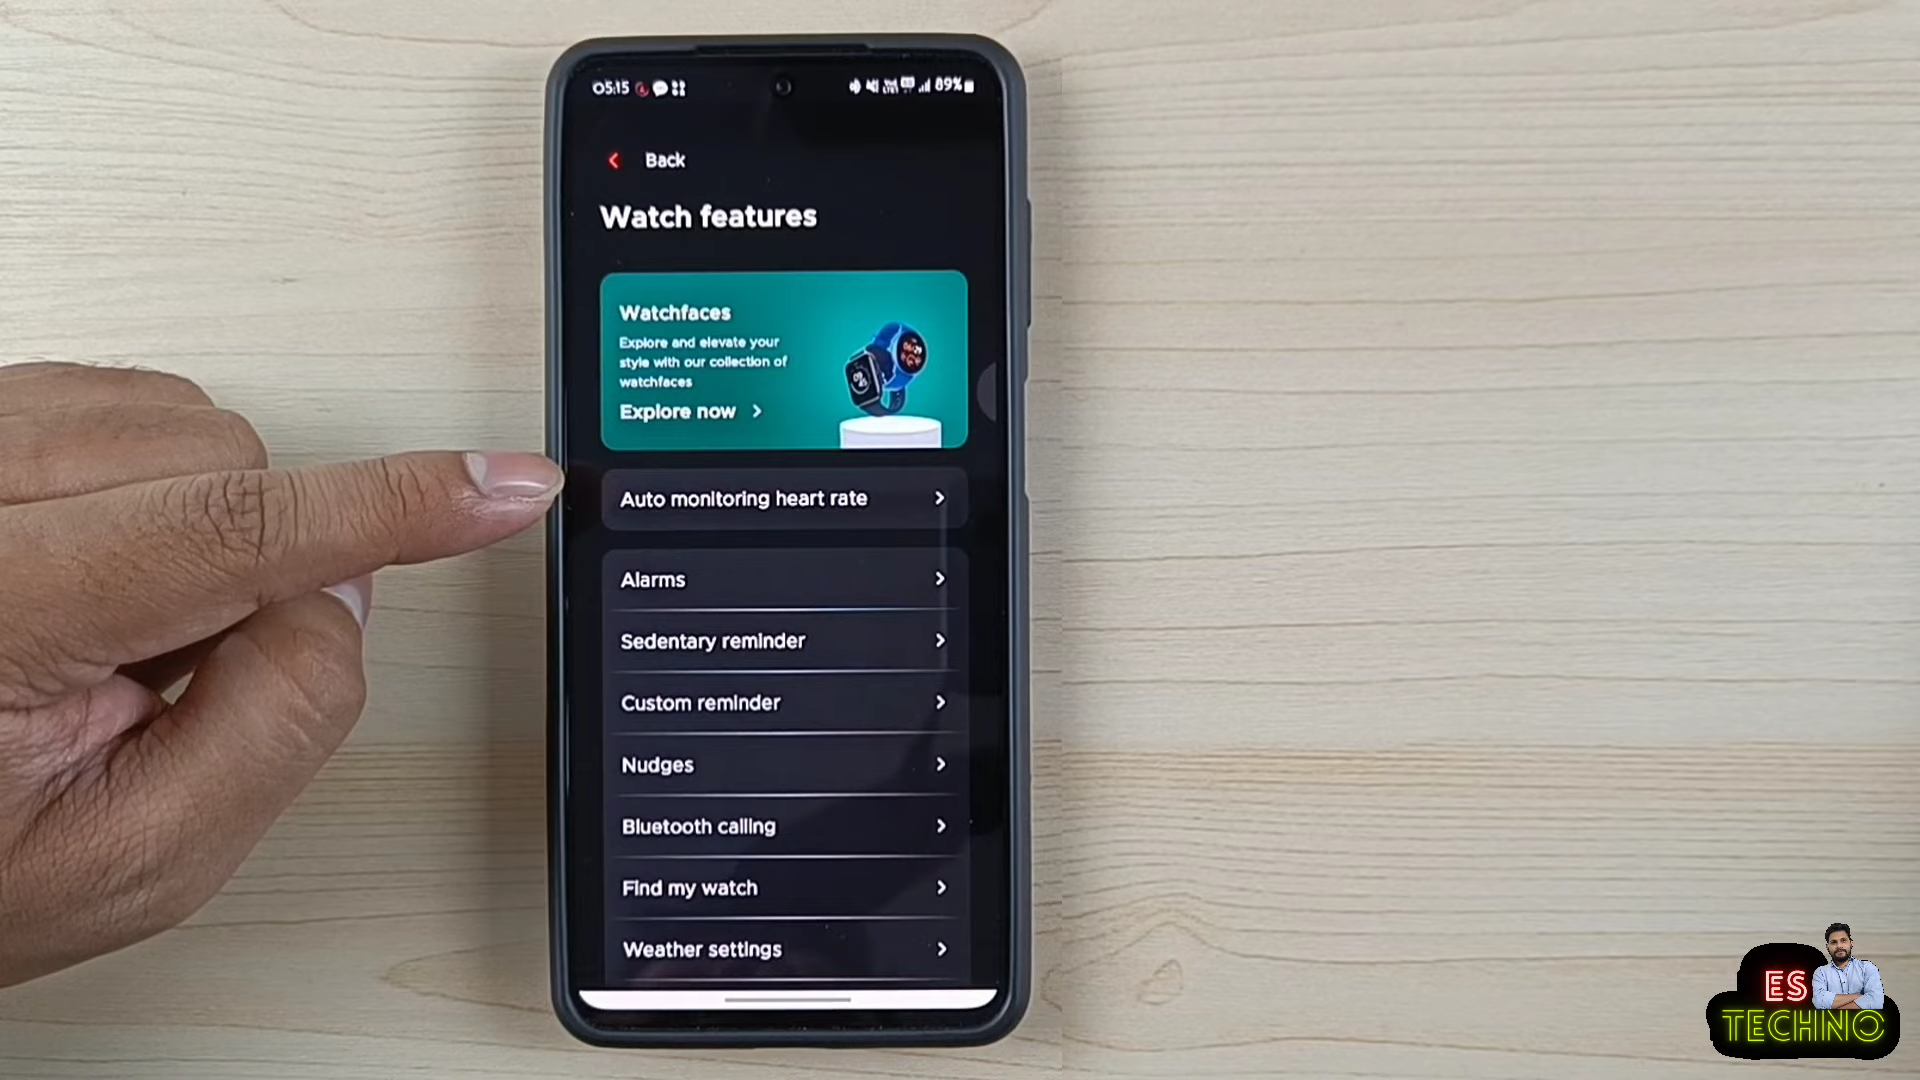 05:15
89%
Back
Watch features
Watchfaces
Explore and elevate your
style with our collection of
watchfaces
Explore now
Auto monitoring heart rate
Alarms
Sedentary reminder
Custom reminder
Nudges
Bluetooth calling
Find my watch
Weather settings
ES
TECHNO